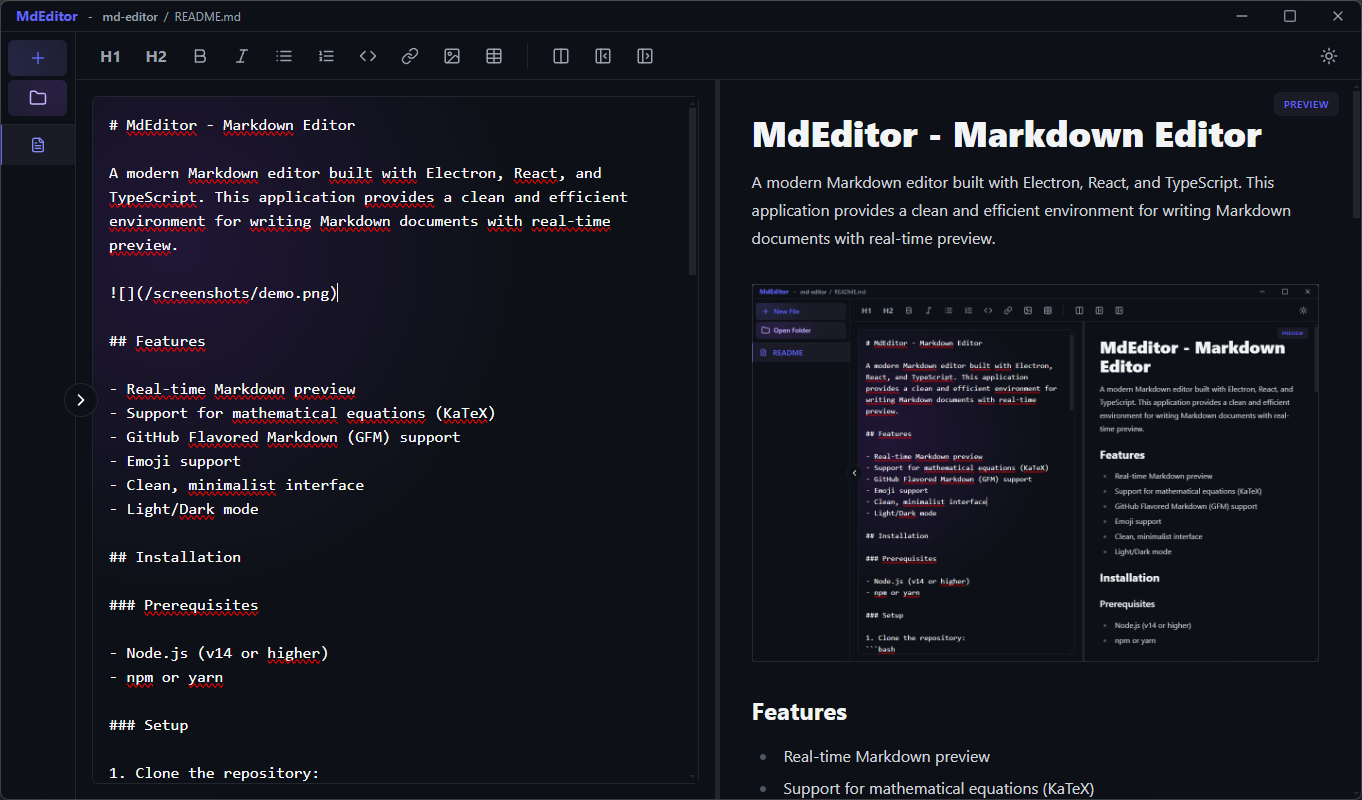 MdEditor - md-editor / README.md
H1 H2
# MdEditor - Markdown Editor
A modern Markdown editor built with Electron, React, and
TypeScript. This application provides a clean and efficient
environment for writing Markdown documents with real-time
preview.
![](/screenshots/demo.png)
## Features
- Real-time Markdown preview
- Support for mathematical equations (KaTeX)
- GitHub Flavored Markdown (GFM) support
- Emoji support
- Clean, minimalist interface
- Light/Dark mode
## Installation
### Prerequisites
- Node.js (v14 or higher)
- npm or yarn
### Setup
1. Clone the repository:
PREVIEW
MdEditor - Markdown Editor
A modern Markdown editor built with Electron, React, and TypeScript. This
application provides a clean and efficient environment for writing Markdown
documents with real-time preview.
MdEditor - md-editor / README.md
New File
Open Folder
README
H1 H2
# MdEditor - Markdown Editor
A modern Markdown editor built with Electron,
React, and TypeScript. This application
provides a clean and efficient environment for
writing Markdown documents with real-time
preview.
## Features
- Real-time Markdown preview
- Support for mathematical equations (KaTeX)
- GitHub Flavored Markdown (GFM) support
- Emoji support
- Clean, minimalist interface
- Light/Dark mode
## Installation
### Prerequisites
- Node.js (v14 or higher)
- npm or yarn
### Setup
1. Clone the repository:
```bash
PREVIEW
MdEditor - Markdown
Editor
A modern Markdown editor built with Electron, React, and
TypeScript. This application provides a clean and efficient
environment for writing Markdown documents with real-
time preview.
Features
Real-time Markdown preview
Support for mathematical equations (KaTeX)
GitHub Flavored Markdown (GFM) support
Emoji support
Clean, minimalist interface
Light/Dark mode
Installation
Prerequisites
Node.js (v14 or higher)
npm or yarn
Features
Real-time Markdown preview
Support for mathematical equations (KaTeX)